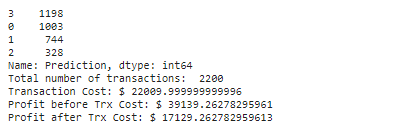 3    1198
0    1003
1     744
2     328
Name: Prediction, dtype: int64
Total number of transactions:  2200
Transaction Cost: $ 22009.999999999996
Profit before Trx Cost: $ 39139.26278295961
Profit after Trx Cost: $ 17129.262782959613